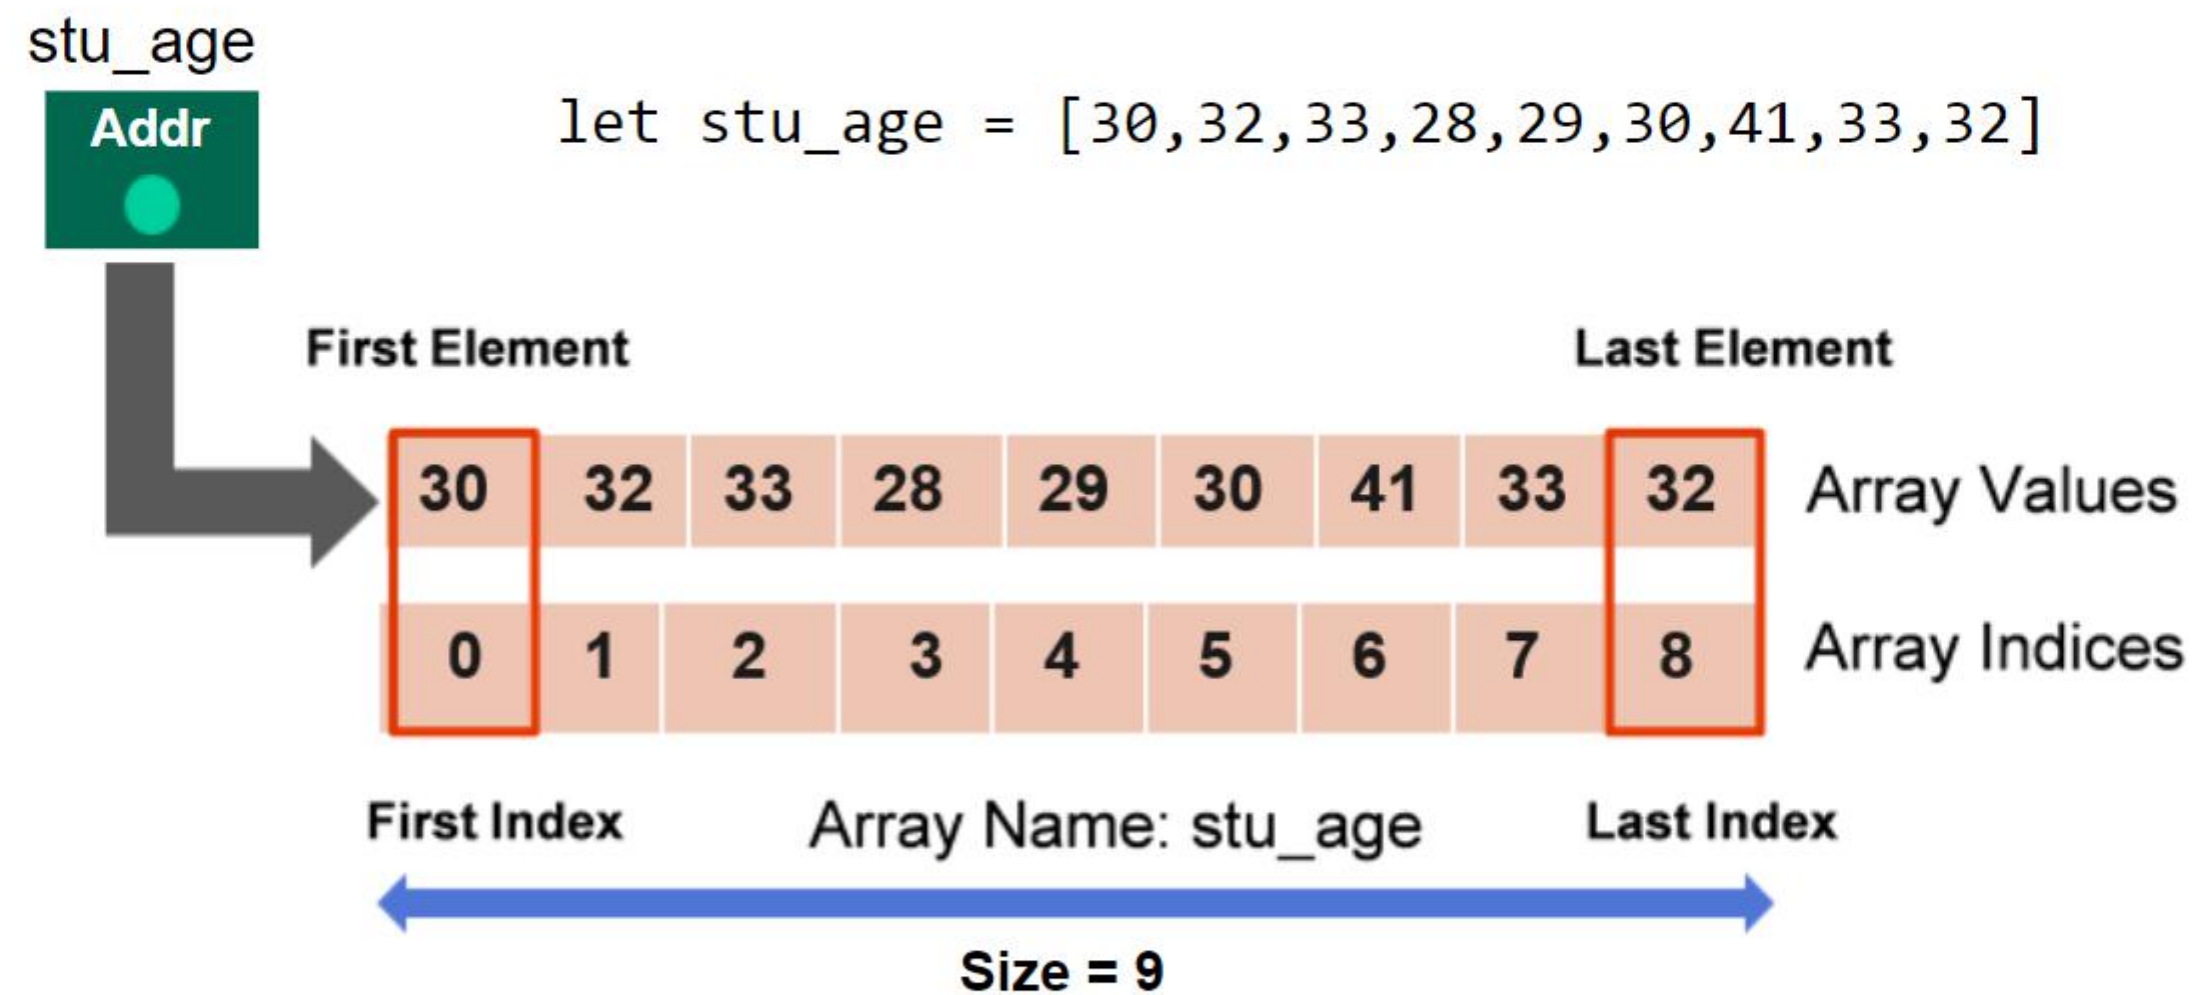 stu_age
Addr
let stu_age = [30,32,33,28,29,30,41,33,32]
First Element
Last Element
30 32 33 28 29 30 41 33 32 Array Values
0 1 2 3 4 5 6 7 8 Array Indices
First Index Array Name: stu_age Last Index
Size = 9